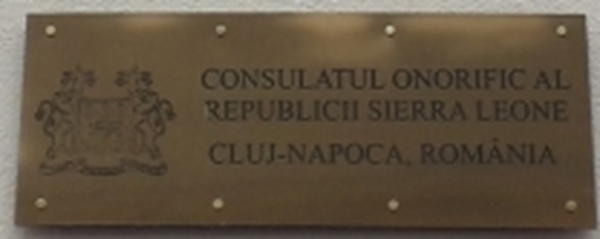 CONSULATUL ONORIFIC AL
REPUBLICII SIERRA LEONE
CLUJ-NAPOCA, ROMÂNIA